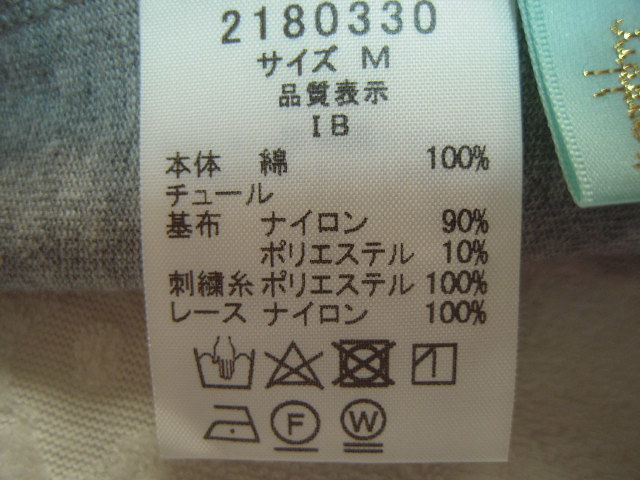 2180330
サイズ M
品質表示
IB
本体 綿 100%
チュール
基布 ナイロン 90%
ポリエステル 10%
刺繍糸 ポリエステル 100%
レース ナイロン 100%
F W